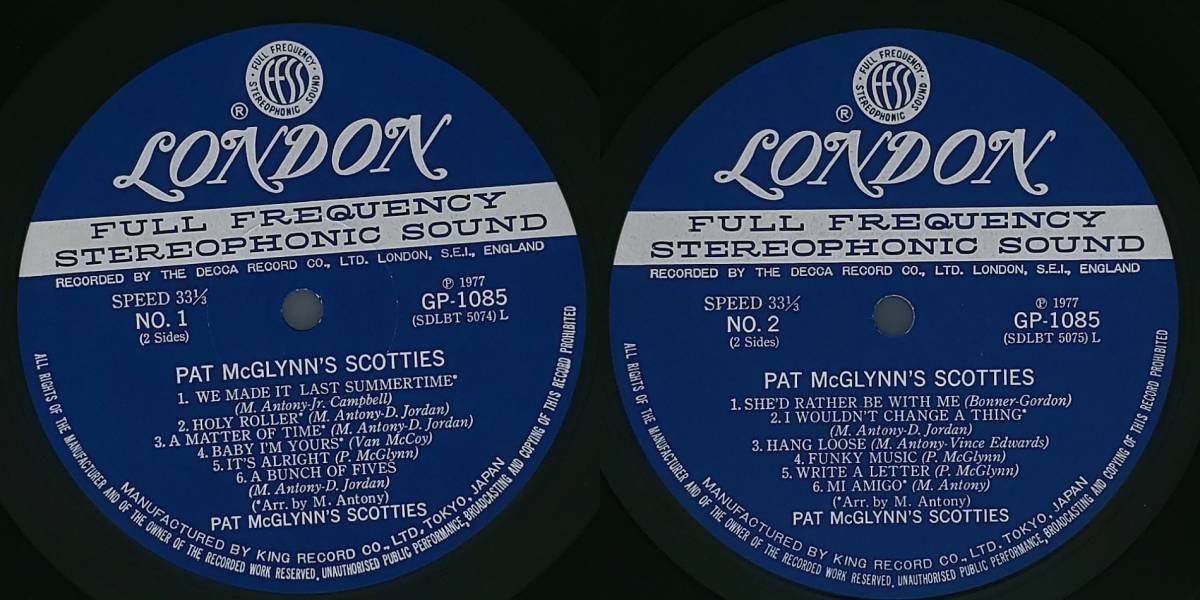 FULL FREQUENCY
FFSS
STEREOPHONIC SOUND
®
LONDON
FULL FREQUENCY
STEREOPHONIC SOUND
RECORDED BY THE DECCA RECORD CO., LTD. LONDON, S.E.I., ENGLAND
SPEED 33⅓
NO. 1
(2 Sides)
℗ 1977
GP-1085
(SDLBT 5074) L
PAT McGLYNN'S SCOTTIES
1. WE MADE IT LAST SUMMERTIME*
(M. Antony-Jr. Campbell)
2. HOLY ROLLER* (M. Antony-D. Jordan)
3. A MATTER OF TIME* (M. Antony-D. Jordan)
4. BABY I'M YOURS* (Van McCoy)
5. IT'S ALRIGHT (P. McGlynn)
6. A BUNCH OF FIVES
(M. Antony-D. Jordan)
(*Arr. by M. Antony)
PAT McGLYNN'S SCOTTIES
MANUFACTURED BY KING RECORD CO., LTD. TOKYO, JAPAN
ALL RIGHTS OF THE MANUFACTURER AND OF THE OWNER OF THE RECORDED WORK RESERVED. UNAUTHORISED PUBLIC PERFORMANCE, BROADCASTING AND COPYING OF THIS RECORD PROHIBITED
FULL FREQUENCY
FFSS
STEREOPHONIC SOUND
®
LONDON
FULL FREQUENCY
STEREOPHONIC SOUND
RECORDED BY THE DECCA RECORD CO., LTD. LONDON, S.E.I., ENGLAND
SPEED 33⅓
NO. 2
(2 Sides)
℗ 1977
GP-1085
(SDLBT 5075) L
PAT McGLYNN'S SCOTTIES
1. SHE'D RATHER BE WITH ME (Bonner-Gordon)
2. I WOULDN'T CHANGE A THING*
(M. Antony-D. Jordan)
3. HANG LOOSE (M. Antony-Vince Edwards)
4. FUNKY MUSIC (P. McGlynn)
5. WRITE A LETTER (P. McGlynn)
6. MI AMIGO* (M. Antony)
(*Arr. by M. Antony)
PAT McGLYNN'S SCOTTIES
MANUFACTURED BY KING RECORD CO., LTD. TOKYO, JAPAN
ALL RIGHTS OF THE MANUFACTURER AND OF THE OWNER OF THE RECORDED WORK RESERVED. UNAUTHORISED PUBLIC PERFORMANCE, BROADCASTING AND COPYING OF THIS RECORD PROHIBITED